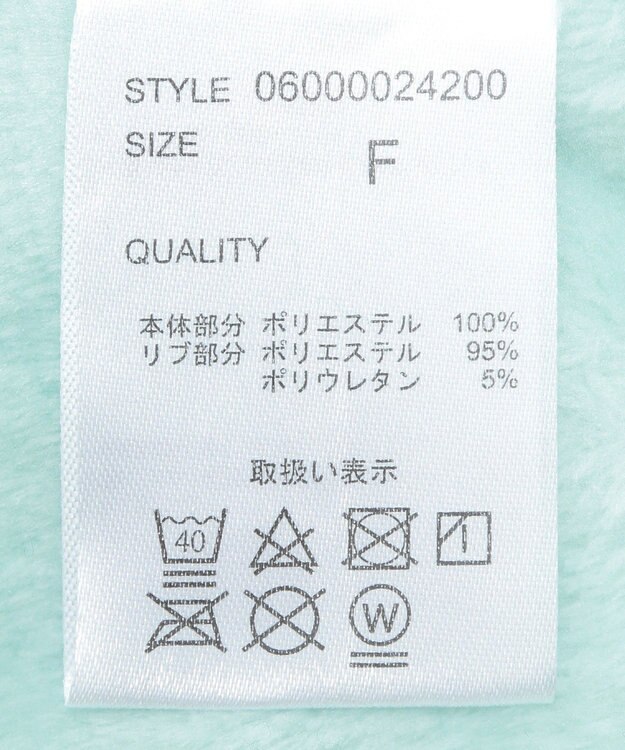 STYLE 06000024200
SIZE F
QUALITY
本体部分 ポリエステル 100%
リブ部分 ポリエステル 95%
ポリウレタン 5%
取扱い表示
40
W